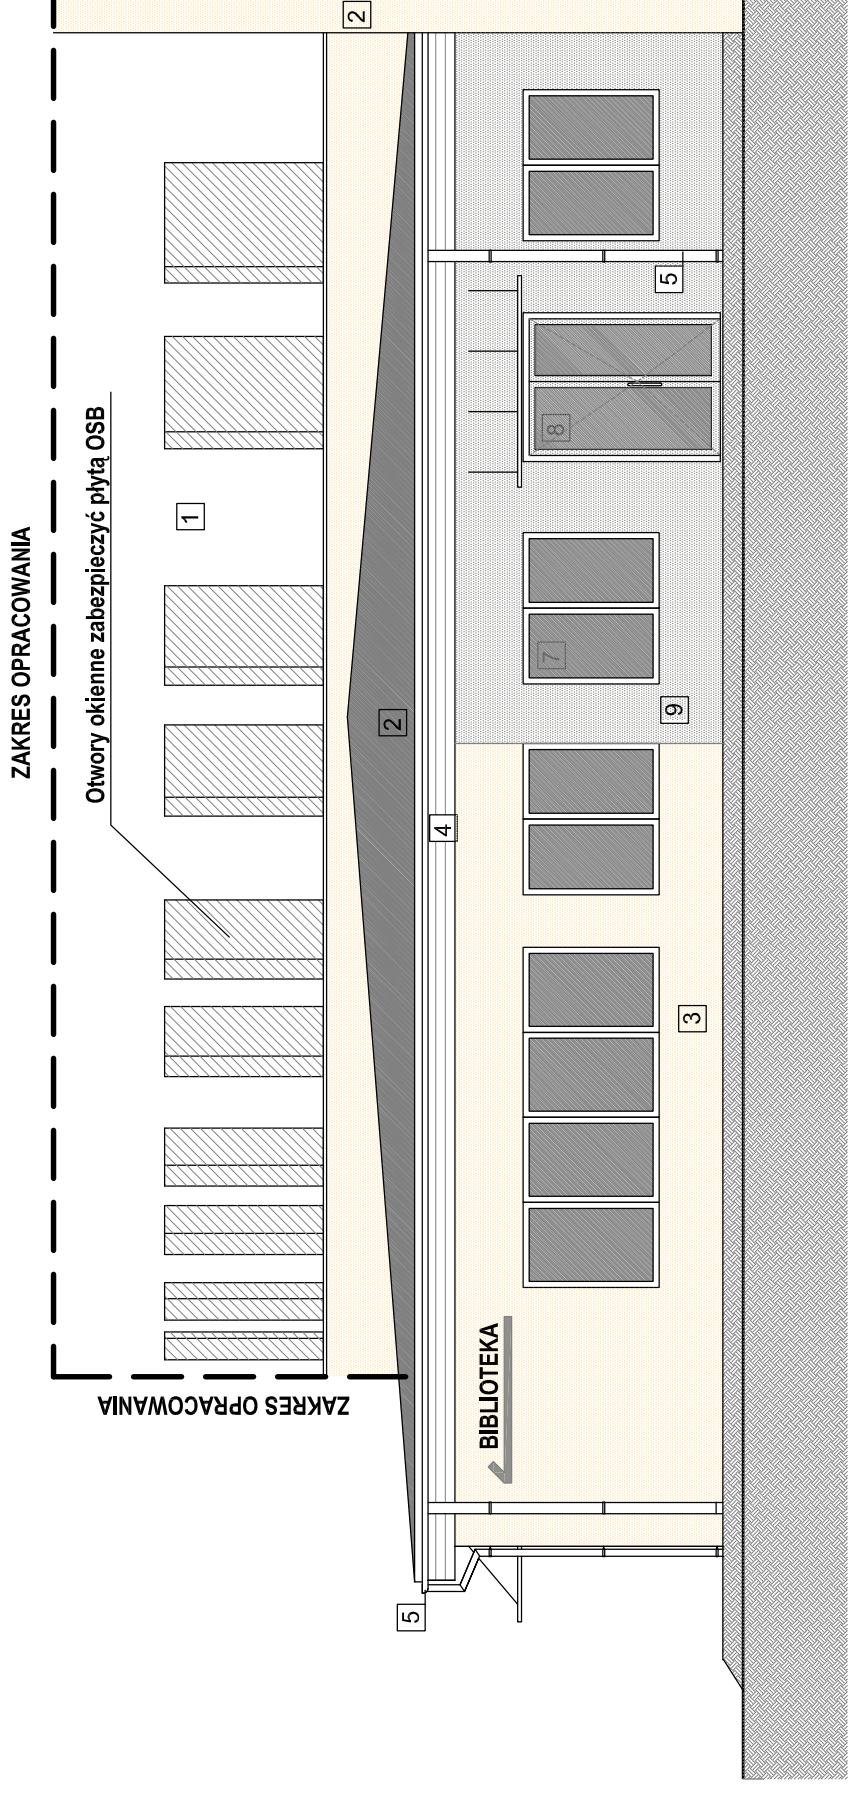 ZAKRES OPRACOWANIA
Otwory okienne zabezpieczyć płytą OSB
1
ZAKRES OPRACOWANIA
2
2
5
4
BIBLIOTEKA
8
7
5
9
3